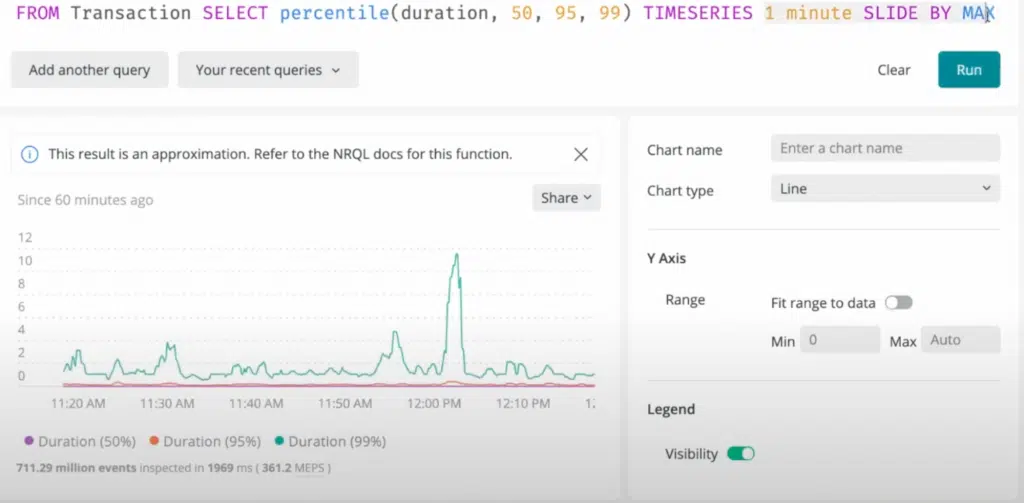 FROM Transaction SELECT percentile(duration, 50, 95, 99) TIMESERIES 1 minute SLIDE BY MAX
Add another query
Your recent queries
Clear
Run
This result is an approximation. Refer to the NRQL docs for this function.
Since 60 minutes ago
Share
12
10
8
6
4
2
0
11:20 AM 11:30 AM 11:40 AM 11:50 AM 12:00 PM 12:10 PM 12:
Duration (50%) Duration (95%) Duration (99%)
711.29 million events inspected in 1969 ms ( 361.2 MEPS )
Chart name Enter a chart name
Chart type Line
Y Axis
Range Fit range to data
Min 0 Max Auto
Legend
Visibility